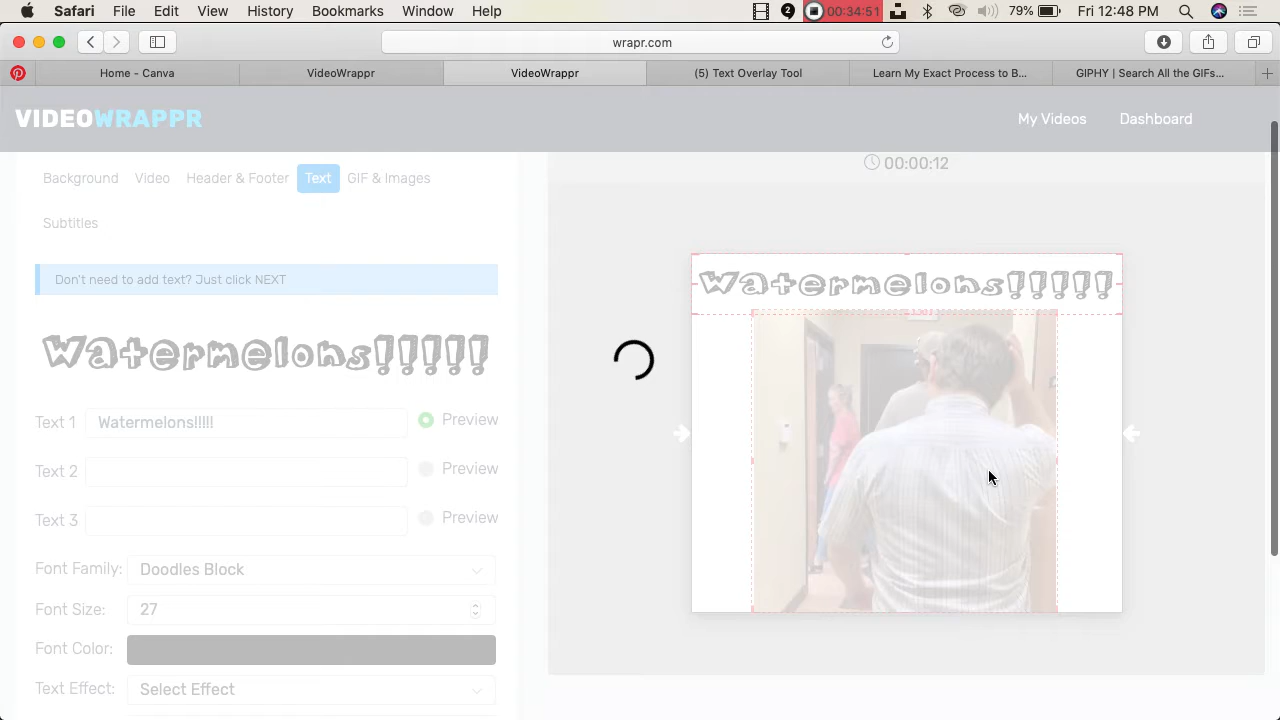 Safari File Edit View History Bookmarks Window Help 2 00:34:51 79% Fri 12:48 PM
wrapr.com
Home - Canva VideoWrappr VideoWrappr (5) Text Overlay Tool Learn My Exact Process to B... GIPHY | Search All the GIFs...
VIDEOWRAPPR My Videos Dashboard
Background Video Header & Footer Text GIF & Images
00:00:12
Subtitles
Don't need to add text? Just click NEXT
Watermelons!!!!!
Watermelons!!!!!
Text 1 Watermelons!!!!! Preview
Text 2 Preview
Text 3 Preview
Font Family: Doodles Block
Font Size: 27
Font Color:
Text Effect: Select Effect